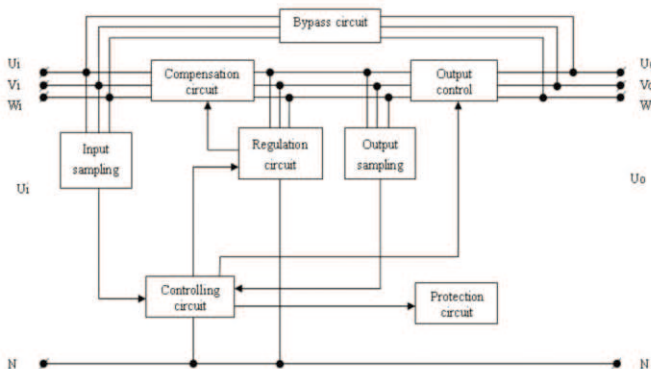 Bypass circuit
Ui
Vi
Wi
Compensation
circuit
Output
control
U
V
W
Input
sampling
Regulation
circuit
Output
sampling
Ui
Uo
Controlling
circuit
Protection
circuit
N
N